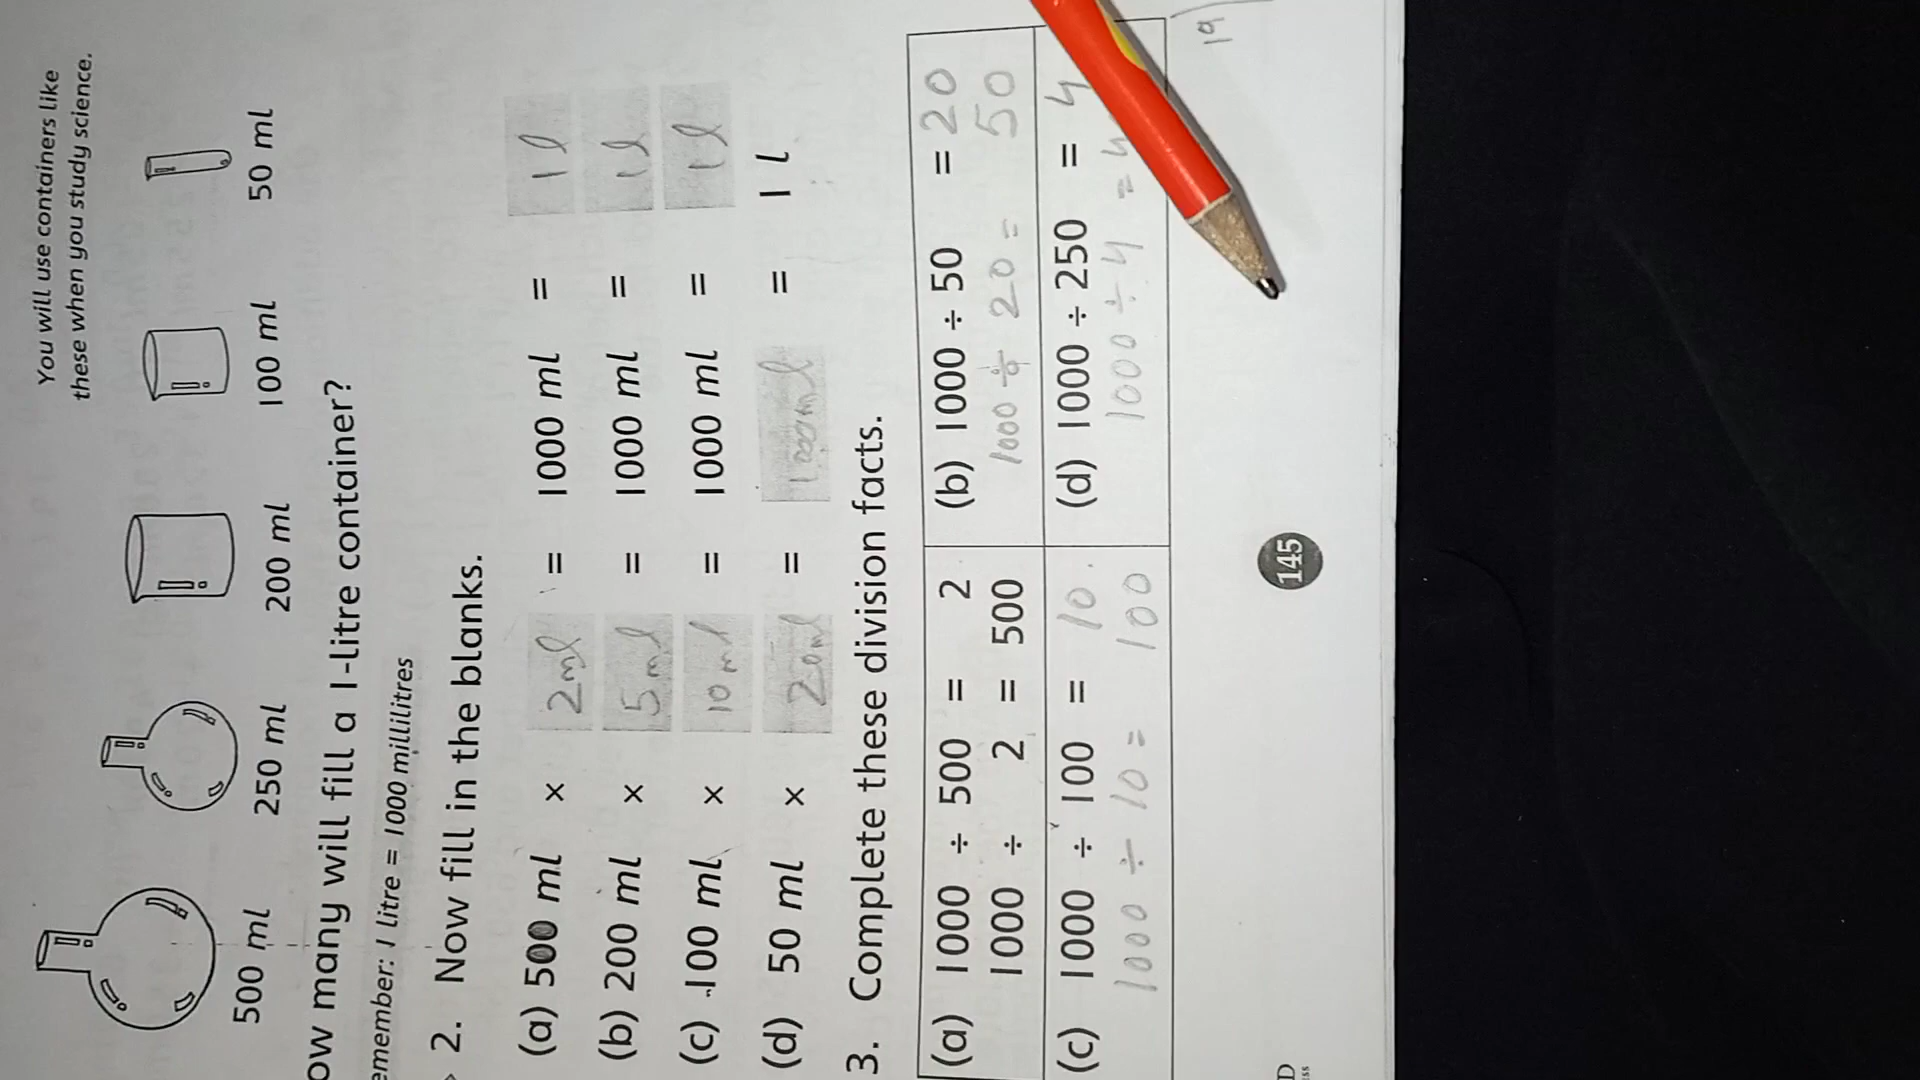 You will use containers like
these when you study science.
500 ml 250 ml 200 ml 100 ml 50 ml
ow many will fill a 1-litre container?
emember: 1 litre = 1000 millilitres
2. Now fill in the blanks.
(a) 500 ml × 2ml = 1000 ml = 1l
(b) 200 ml × 5ml = 1000 ml = 1l
(c) 100 ml × 10ml = 1000 ml = 1l
(d) 50 ml × 20ml = 1000ml = 1 l
3. Complete these division facts.
(a) 1000 ÷ 500 = 2
1000 ÷ 2 = 500
(b) 1000 ÷ 50 = 20
1000 ÷ 20 = 50
(c) 1000 ÷ 100 = 10
1000 ÷ 10 = 100
(d) 1000 ÷ 250 = 4
1000 ÷ 4 =
19
145
D
ss